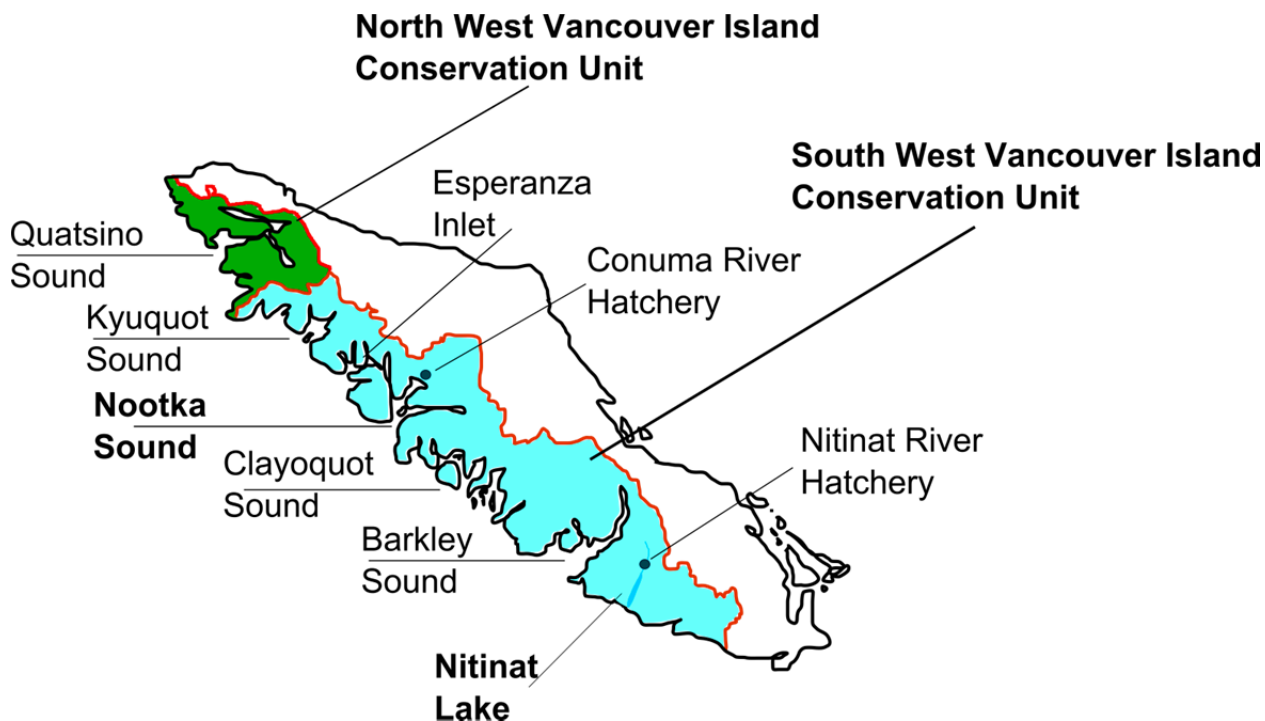 North West Vancouver Island
Conservation Unit
South West Vancouver Island
Conservation Unit
Esperanza
Inlet
Quatsino
Sound
Conuma River
Hatchery
Kyuquot
Sound
Nootka
Sound
Nitinat River
Hatchery
Clayoquot
Sound
Barkley
Sound
Nitinat
Lake